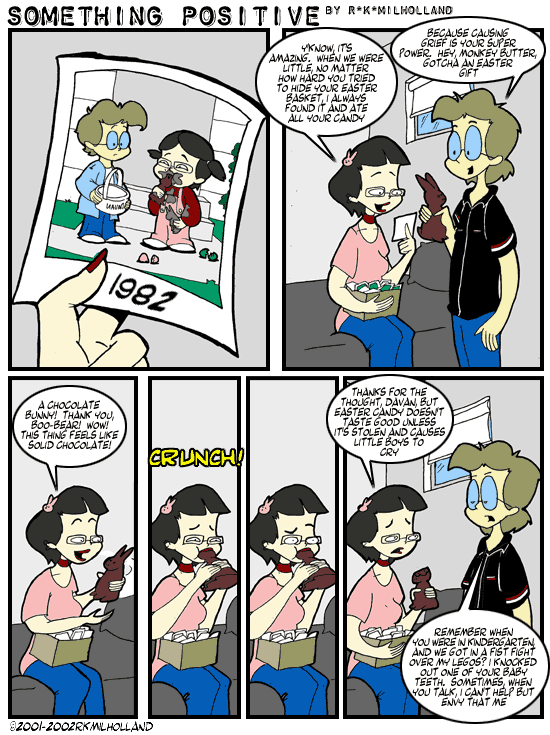 SOMETHING POSITIVE BY R*K*MILHOLLAND
1982
Y'KNOW, IT'S
AMAZING. WHEN WE WERE
LITTLE, NO MATTER
HOW HARD YOU TRIED
TO HIDE YOUR EASTER
BASKET, I ALWAYS
FOUND IT AND ATE
ALL YOUR CANDY
BECAUSE CAUSING
GRIEF IS YOUR SUPER
POWER. HEY, MONKEY BUTTER,
GOTCHA AN EASTER
GIFT
A CHOCOLATE
BUNNY! THANK YOU,
BOO-BEAR! WOW!
THIS THING FEELS LIKE
SOLID CHOCOLATE!
CRUNCH!
THANKS FOR THE
THOUGHT, DAVAN, BUT
EASTER CANDY DOESN'T
TASTE GOOD UNLESS
IT'S STOLEN AND CAUSES
LITTLE BOYS TO
CRY
REMEMBER WHEN
YOU WERE IN KINDERGARTEN,
AND WE GOT IN A FIST FIGHT
OVER MY LEGOS? I KNOCKED
OUT ONE OF YOUR BABY
TEETH. SOMETIMES, WHEN
YOU TALK, I CAN'T HELP BUT
ENVY THAT ME
©2001-2002RKMILHOLLAND